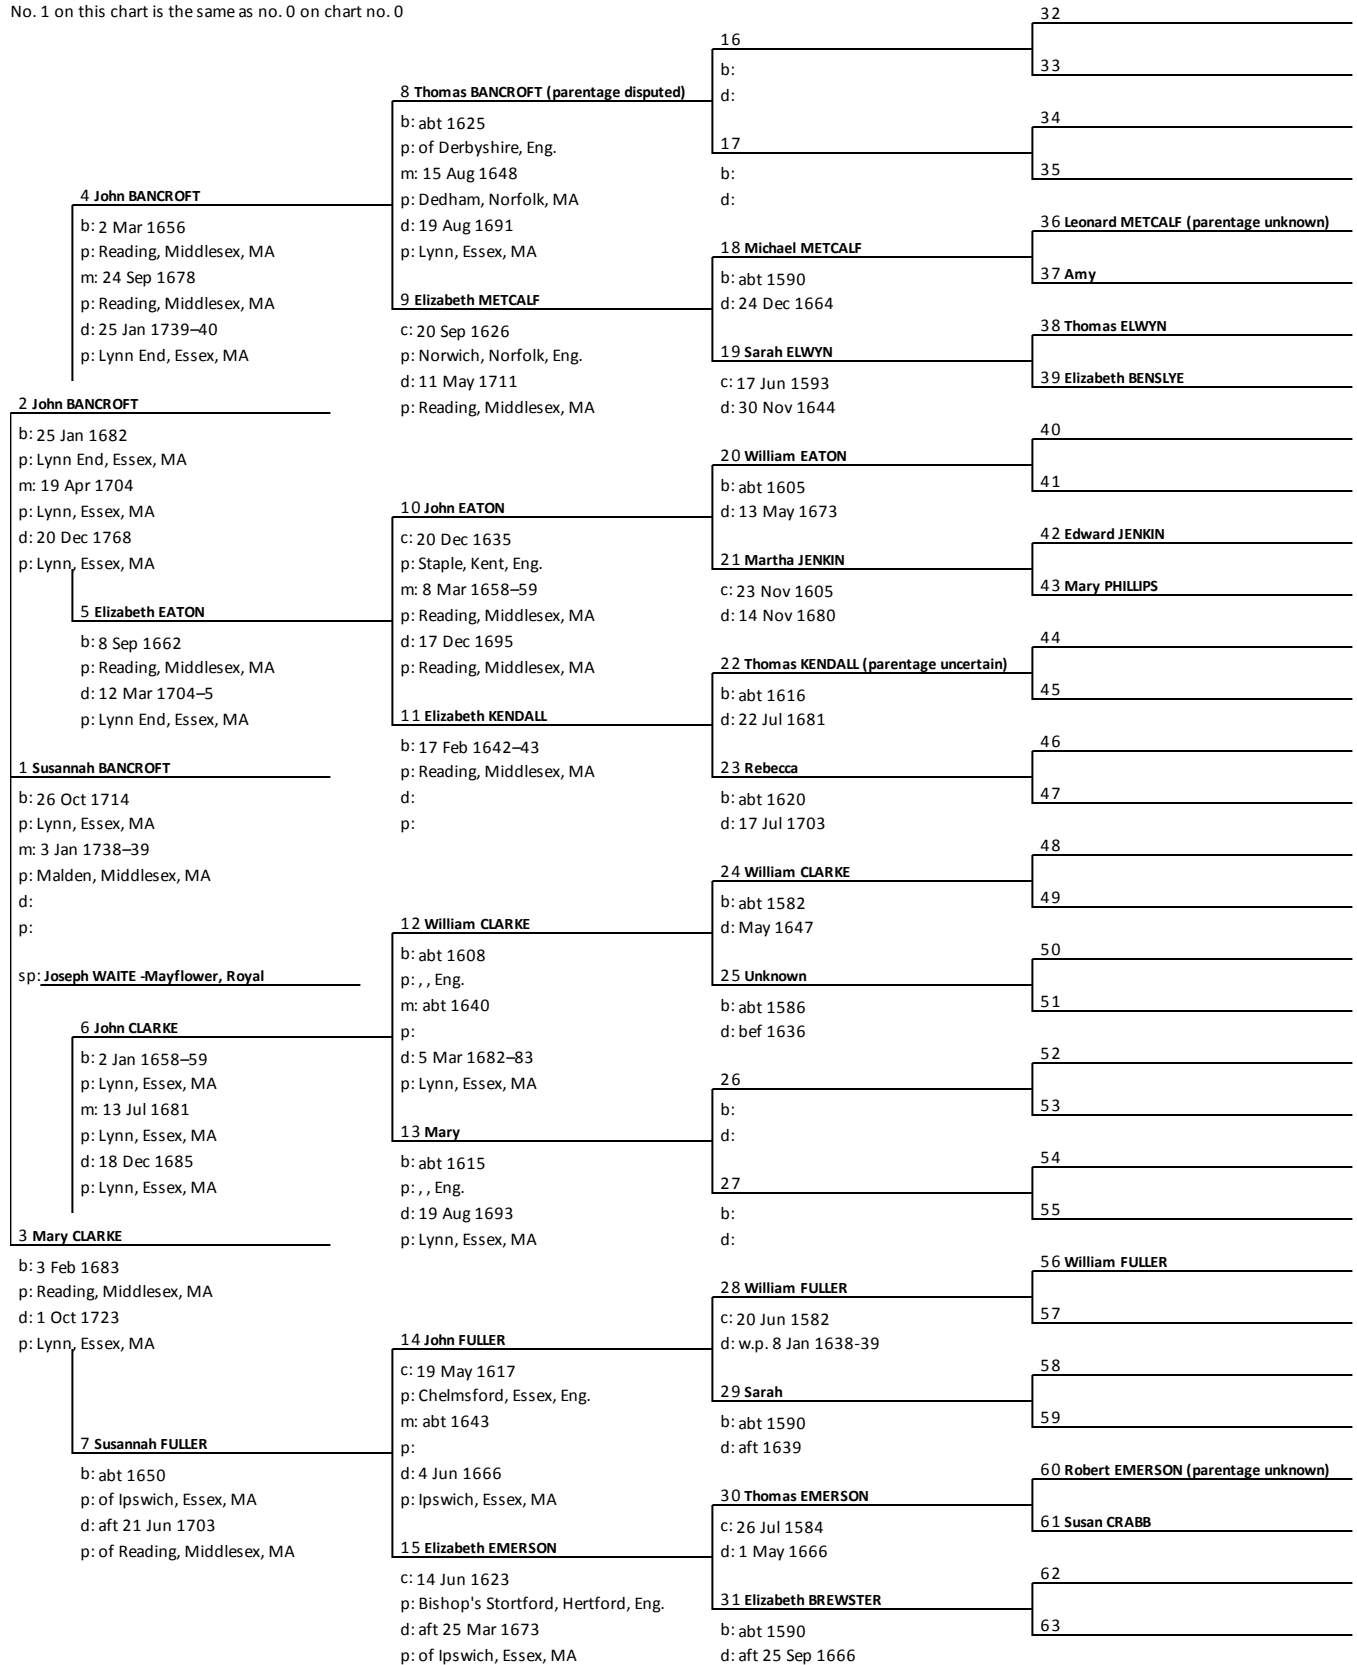 No. 1 on this chart is the same as no. 0 on chart no. 0
2 John BANCROFT
b: 25 Jan 1682
p: Lynn End, Essex, MA
m: 19 Apr 1704
p: Lynn, Essex, MA
d: 20 Dec 1768
p: Lynn, Essex, MA
1 Susannah BANCROFT
b: 26 Oct 1714
p: Lynn, Essex, MA
m: 3 Jan 1738–39
p: Malden, Middlesex, MA
d:
p:
sp: Joseph WAITE -Mayflower, Royal
3 Mary CLARKE
b: 3 Feb 1683
p: Reading, Middlesex, MA
d: 1 Oct 1723
p: Lynn, Essex, MA
4 John BANCROFT
b: 2 Mar 1656
p: Reading, Middlesex, MA
m: 24 Sep 1678
p: Reading, Middlesex, MA
d: 25 Jan 1739–40
p: Lynn End, Essex, MA
5 Elizabeth EATON
b: 8 Sep 1662
p: Reading, Middlesex, MA
d: 12 Mar 1704–5
p: Lynn End, Essex, MA
6 John CLARKE
b: 2 Jan 1658–59
p: Lynn, Essex, MA
m: 13 Jul 1681
p: Lynn, Essex, MA
d: 18 Dec 1685
p: Lynn, Essex, MA
7 Susannah FULLER
b: abt 1650
p: of Ipswich, Essex, MA
d: aft 21 Jun 1703
p: of Reading, Middlesex, MA
8 Thomas BANCROFT (parentage disputed)
b: abt 1625
p: of Derbyshire, Eng.
m: 15 Aug 1648
p: Dedham, Norfolk, MA
d: 19 Aug 1691
p: Lynn, Essex, MA
9 Elizabeth METCALF
c: 20 Sep 1626
p: Norwich, Norfolk, Eng.
d: 11 May 1711
p: Reading, Middlesex, MA
10 John EATON
c: 20 Dec 1635
p: Staple, Kent, Eng.
m: 8 Mar 1658–59
p: Reading, Middlesex, MA
d: 17 Dec 1695
p: Reading, Middlesex, MA
11 Elizabeth KENDALL
b: 17 Feb 1642–43
p: Reading, Middlesex, MA
d:
p:
12 William CLARKE
b: abt 1608
p: , , Eng.
m: abt 1640
p:
d: 5 Mar 1682–83
p: Lynn, Essex, MA
13 Mary
b: abt 1615
p: , , Eng.
d: 19 Aug 1693
p: Lynn, Essex, MA
14 John FULLER
c: 19 May 1617
p: Chelmsford, Essex, Eng.
m: abt 1643
p:
d: 4 Jun 1666
p: Ipswich, Essex, MA
15 Elizabeth EMERSON
c: 14 Jun 1623
p: Bishop's Stortford, Hertford, Eng.
d: aft 25 Mar 1673
p: of Ipswich, Essex, MA
16
b:
d:
17
b:
d:
18 Michael METCALF
b: abt 1590
d: 24 Dec 1664
19 Sarah ELWYN
c: 17 Jun 1593
d: 30 Nov 1644
20 William EATON
b: abt 1605
d: 13 May 1673
21 Martha JENKIN
c: 23 Nov 1605
d: 14 Nov 1680
22 Thomas KENDALL (parentage uncertain)
b: abt 1616
d: 22 Jul 1681
23 Rebecca
b: abt 1620
d: 17 Jul 1703
24 William CLARKE
b: abt 1582
d: May 1647
25 Unknown
b: abt 1586
d: bef 1636
26
b:
d:
27
b:
d:
28 William FULLER
c: 20 Jun 1582
d: w.p. 8 Jan 1638-39
29 Sarah
b: abt 1590
d: aft 1639
30 Thomas EMERSON
c: 26 Jul 1584
d: 1 May 1666
31 Elizabeth BREWSTER
b: abt 1590
d: aft 25 Sep 1666
32
33
34
35
36 Leonard METCALF (parentage unknown)
37 Amy
38 Thomas ELWYN
39 Elizabeth BENSLYE
40
41
42 Edward JENKIN
43 Mary PHILLIPS
44
45
46
47
48
49
50
51
52
53
54
55
56 William FULLER
57
58
59
60 Robert EMERSON (parentage unknown)
61 Susan CRABB
62
63